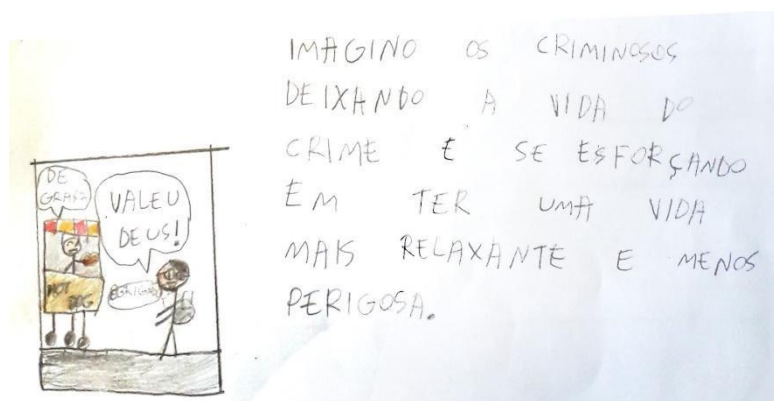 DE
GRAÇA
VALEU
DEUS!
HOT
DOG
IMAGINO OS CRIMINOSOS
DEIXANDO A VIDA DO
CRIME E SE ESFORÇANDO
EM TER UMA VIDA
MAIS RELAXANTE E MENOS
PERIGOSA.